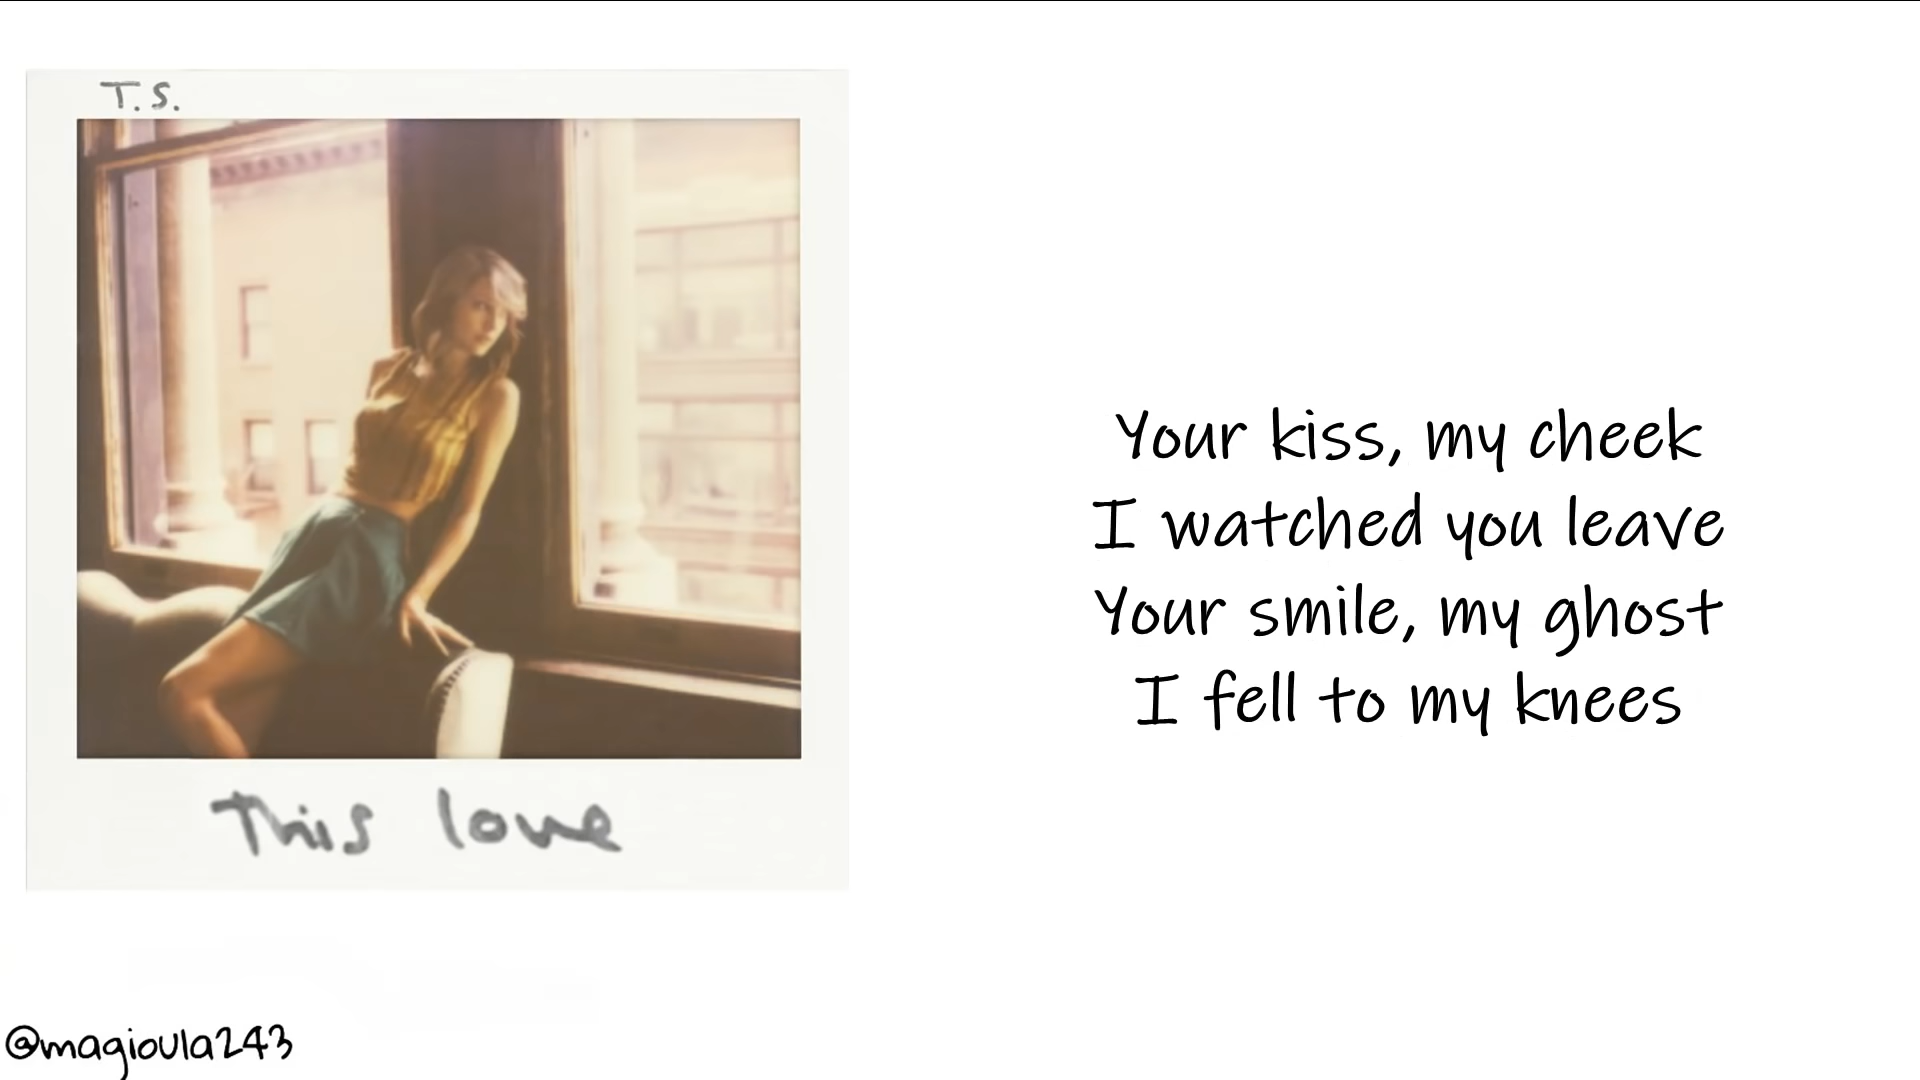 T.S.
This love
Your kiss, my cheek
I watched you leave
Your smile, my ghost
I fell to my knees
@magioula243